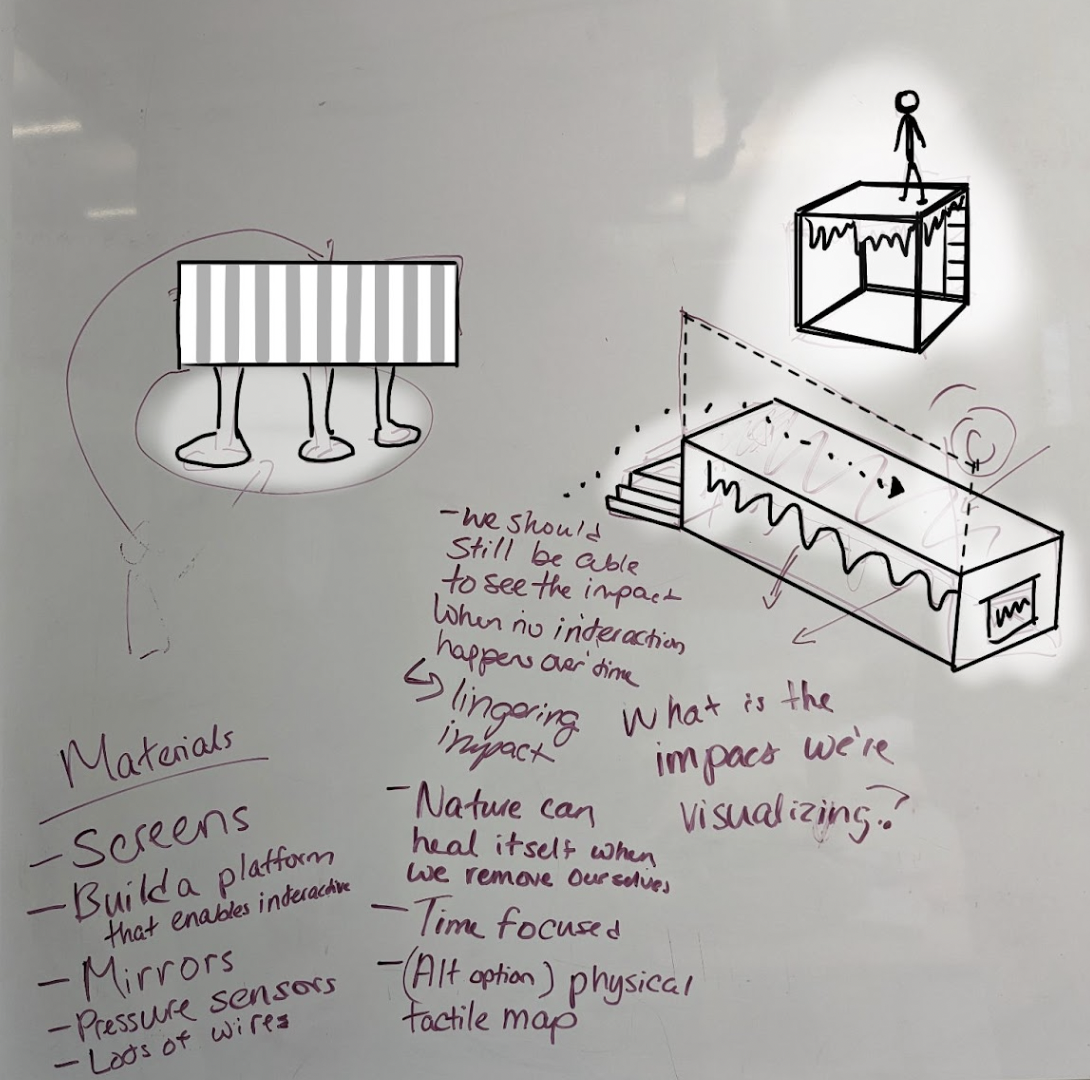 - we should
still be able
to see the impact
when no interaction
happens over time
↳ lingering
impact
What is the
impact we're
visualizing?
Materials
- Screens
- Build a platform
that enables interactive
- Mirrors
- Pressure sensors
- Lots of wires
- Nature can
heal itself when
we remove ourselves
- Time focused
- (Alt option) physical
tactile map
C